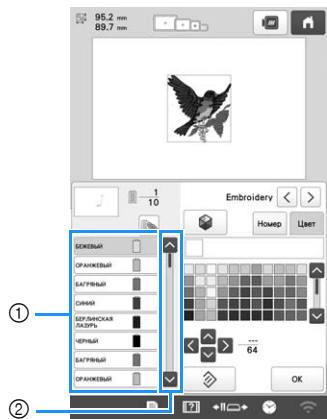 95.2 mm
89.7 mm
1
10
Embroidery < >
Номер Цвет
БЕЖЕВЫЙ
ОРАНЖЕВЫЙ
БАГРЯНЫЙ
СИНИЙ
БЕРЛИНСКАЯ
ЛАЗУРЬ
ЧЕРНЫЙ
БАГРЯНЫЙ
ОРАНЖЕВЫЙ
---
64
OK
①
②